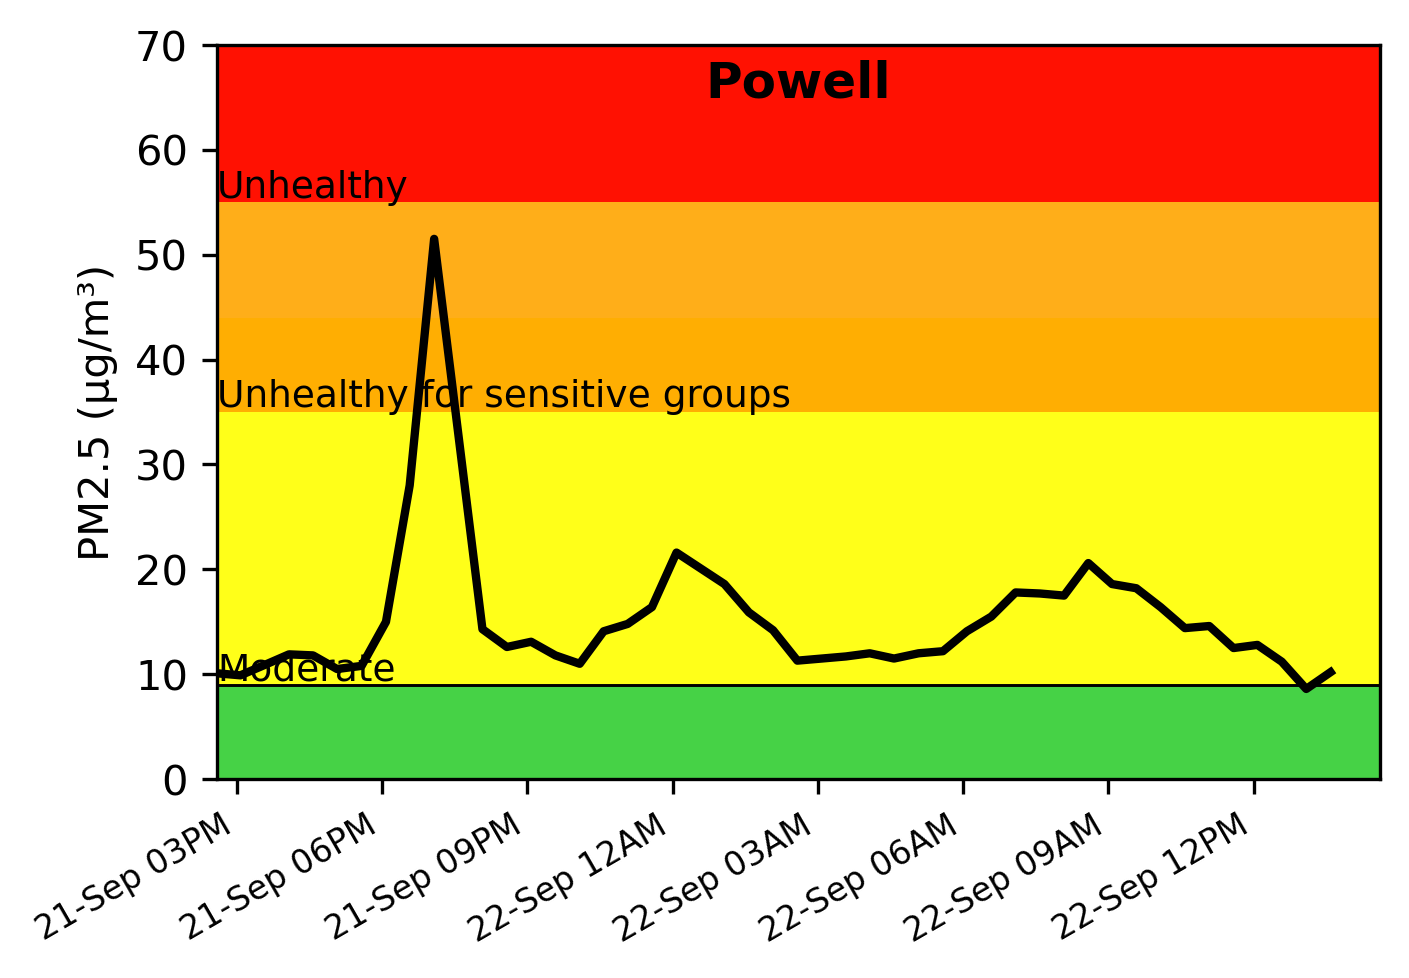 Powell
70
60
50
40
30
20
10
0
PM2.5 (µg/m³)
Unhealthy
Unhealthy for sensitive groups
Moderate
21-Sep 03PM
21-Sep 06PM
21-Sep 09PM
22-Sep 12AM
22-Sep 03AM
22-Sep 06AM
22-Sep 09AM
22-Sep 12PM